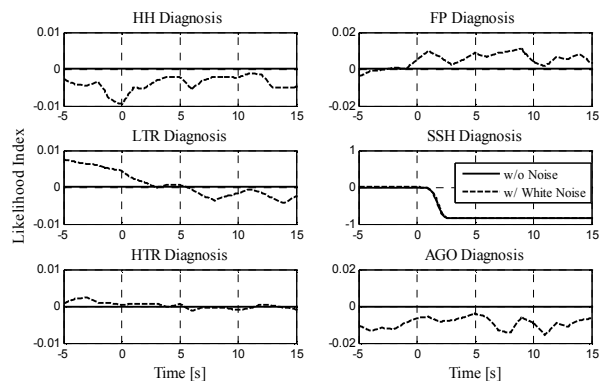 HH Diagnosis
0.01
0
-0.01
-5 0 5 10 15
FP Diagnosis
0.02
0
-0.02
-5 0 5 10 15
Likelihood Index
LTR Diagnosis
0.01
0
-0.01
-5 0 5 10 15
SSH Diagnosis
1
0
-1
-5 0 5 10 15
w/o Noise
w/ White Noise
HTR Diagnosis
0.01
0
-0.01
-5 0 5 10 15
Time [s]
AGO Diagnosis
0.02
0
-0.02
-5 0 5 10 15
Time [s]